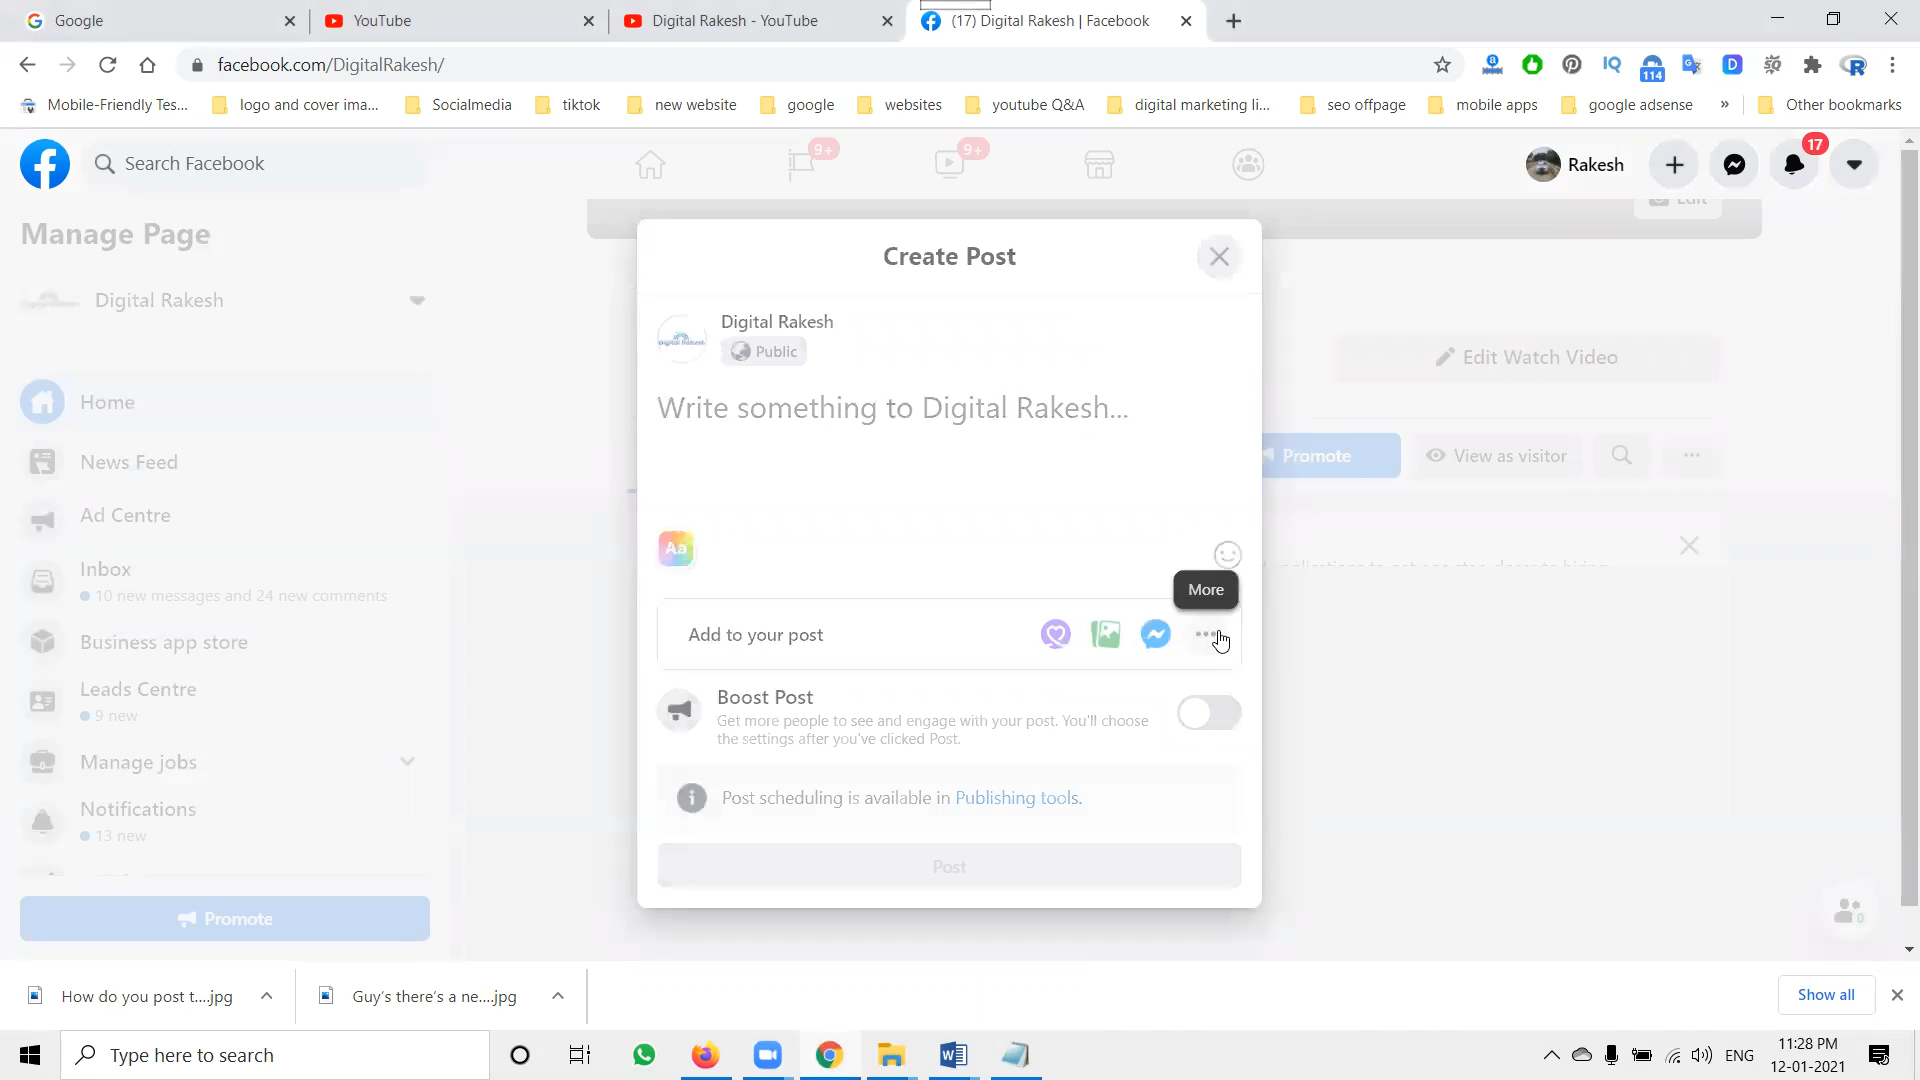 Google
YouTube
Digital Rakesh - YouTube
(17) Digital Rakesh | Facebook
facebook.com/DigitalRakesh/
114
Mobile-Friendly Tes...
logo and cover ima...
Socialmedia
tiktok
new website
google
websites
youtube Q&A
digital marketing li...
seo offpage
mobile apps
google adsense
»
Other bookmarks
Search Facebook
9+
9+
Rakesh
17
Manage Page
Edit
Digital Rakesh
Home
News Feed
Ad Centre
Inbox
10 new messages and 24 new comments
Business app store
Leads Centre
9 new
Manage jobs
Notifications
13 new
Promote
Create Post
Digital Rakesh
Public
Write something to Digital Rakesh...
Aa
More
Add to your post
Boost Post
Get more people to see and engage with your post. You'll choose
the settings after you've clicked Post.
Post scheduling is available in Publishing tools.
Post
Edit Watch Video
Promote
View as visitor
0
How do you post t....jpg
Guy's there's a ne....jpg
Show all
Type here to search
ENG
11:28 PM
12-01-2021